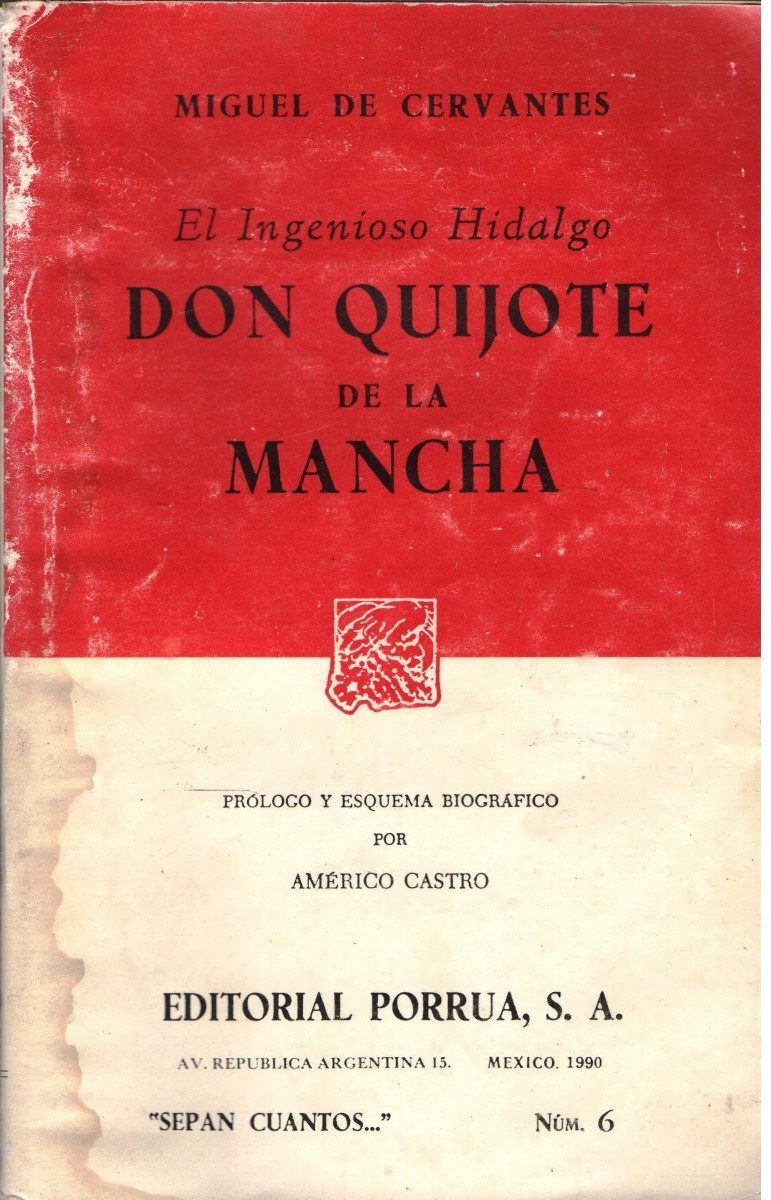 MIGUEL DE CERVANTES
El Ingenioso Hidalgo
DON QUIJOTE
DE LA
MANCHA
PRÓLOGO Y ESQUEMA BIOGRÁFICO
POR
AMÉRICO CASTRO
EDITORIAL PORRUA, S. A.
AV. REPUBLICA ARGENTINA 15. MEXICO. 1990
"SEPAN CUANTOS..." NÚM. 6